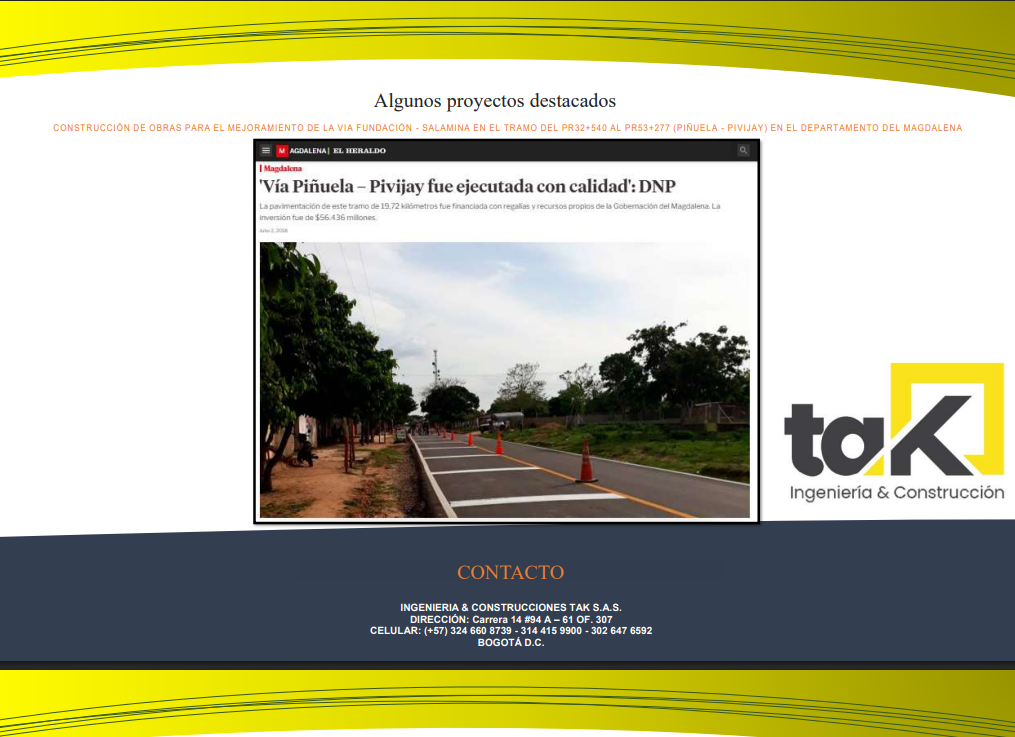 Algunos proyectos destacados
CONSTRUCCIÓN DE OBRAS PARA EL MEJORAMIENTO DE LA VIA FUNDACIÓN - SALAMINA EN EL TRAMO DEL PR32+540 AL PR53+277 (PIÑUELA - PIVIJAY) EN EL DEPARTAMENTO DEL MAGDALENA
M AGDALENA| EL HERALDO
Magdalena
'Vía Piñuela – Pivijay fue ejecutada con calidad': DNP
La pavimentación de este tramo de 19,72 kilómetros fue financiada con regalías y recursos propios de la Gobernación del Magdalena. La
inversión fue de $56.436 millones.
taK
Ingeniería & Construcción
CONTACTO
INGENIERIA & CONSTRUCCIONES TAK S.A.S.
DIRECCIÓN: Carrera 14 #94 A – 61 OF. 307
CELULAR: (+57) 324 660 8739 - 314 415 9900 - 302 647 6592
BOGOTÁ D.C.